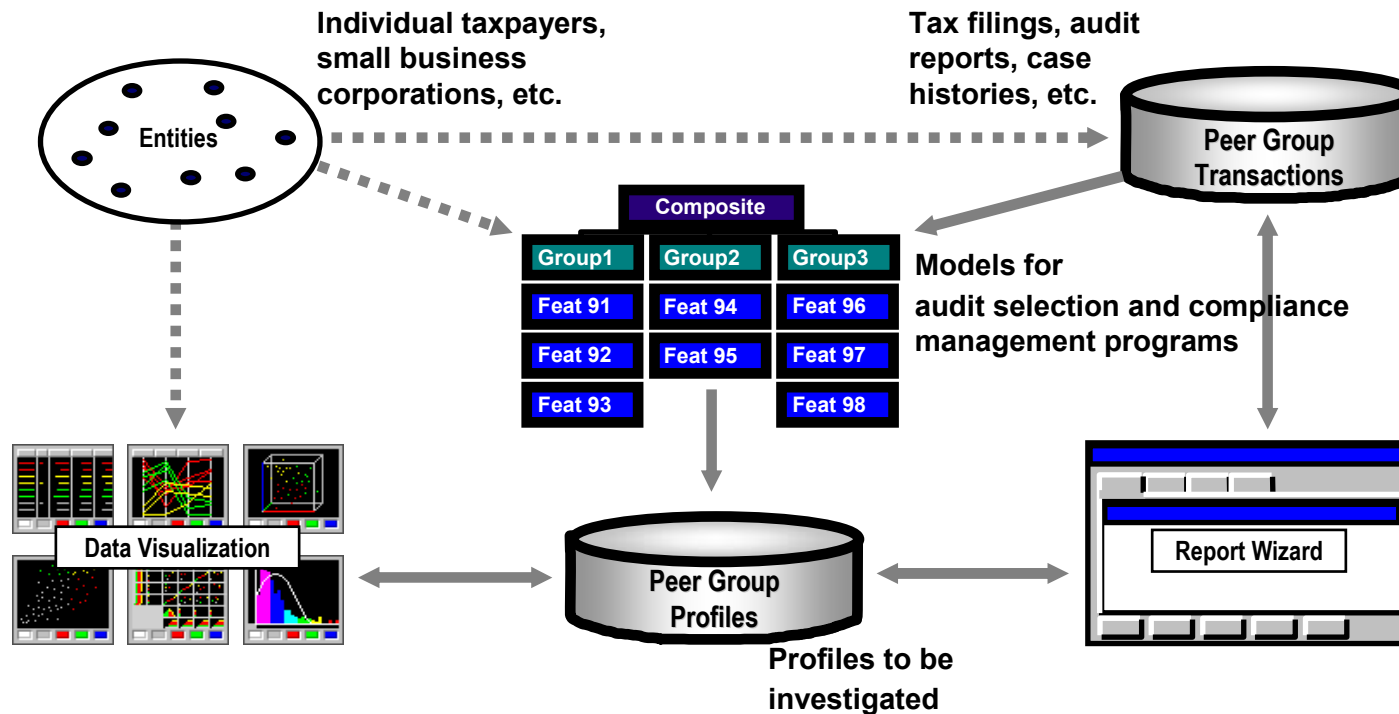 Individual taxpayers,
small business
corporations, etc.
Tax filings, audit
reports, case
histories, etc.
Entities
Peer Group
Transactions
Composite
Group1
Group2
Group3
Feat 91
Feat 94
Feat 96
Feat 92
Feat 95
Feat 97
Feat 93
Feat 98
Models for
audit selection and compliance
management programs
Data Visualization
Peer Group
Profiles
Report Wizard
Profiles to be
investigated